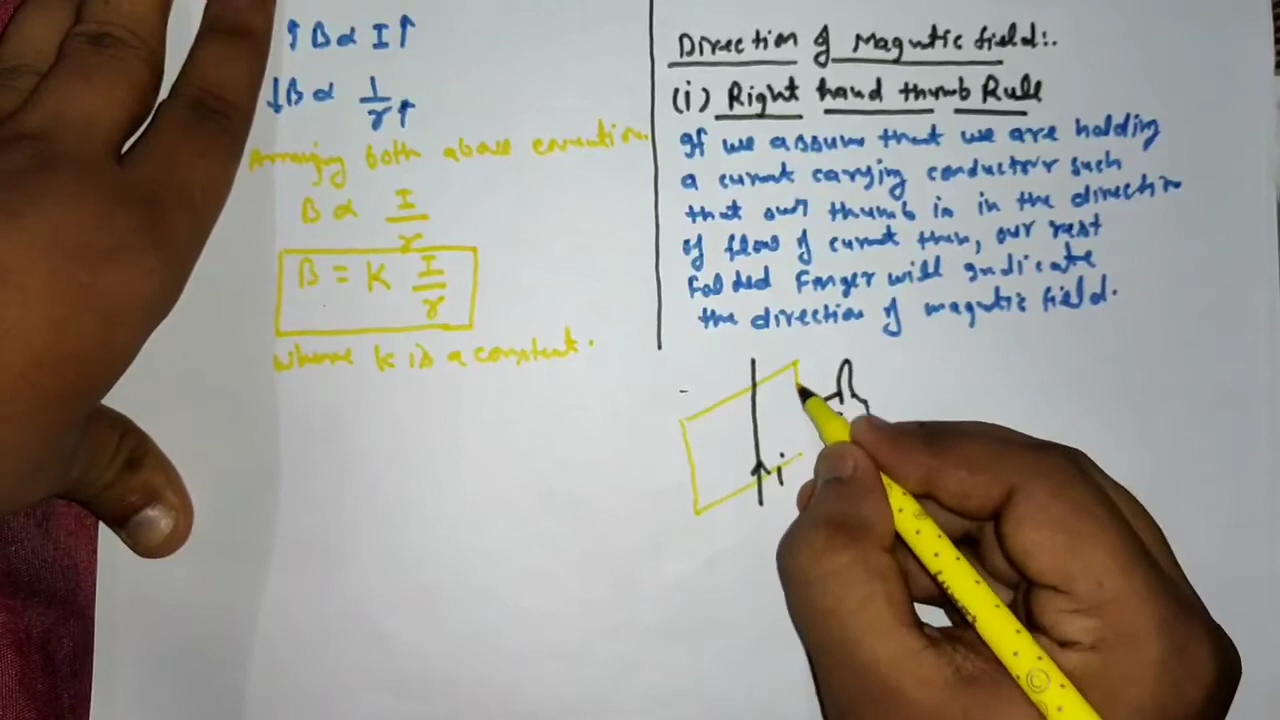 ↑B ∝ I↑
↓B ∝ 1/r↑
Arranging both above
B ∝ I/r
B = K I/r
where K is a constant.
Direction of Magnetic field:.
(i) Right hand thumb Rule
If we assume that we are holding
a current carrying conductor such
that our thumb is in the direction
of flow of current then, our rest
folded Finger will indicate
the direction of magnetic field.
i